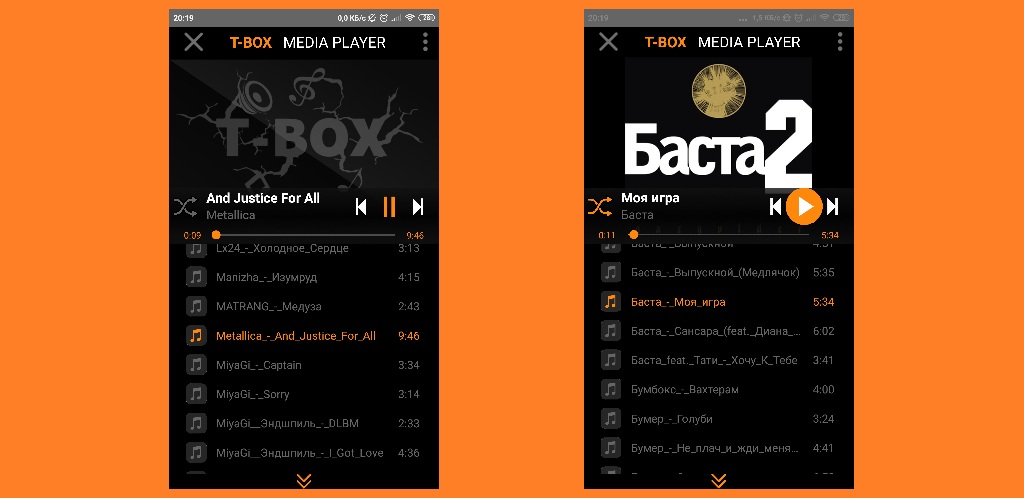 20:19
0,0 КБ/с
28
T-BOX MEDIA PLAYER
T-BOX
And Justice For All
Metallica
0:09
9:46
Lx24_-_Холодное_Сердце 3:13
Manizha_-_Изумруд 4:15
MATRANG_-_Медуза 2:43
Metallica_-_And_Justice_For_All 9:46
MiyaGi_-_Captain 3:34
MiyaGi_-_Sorry 3:14
MiyaGi__Эндшпиль_-_DLBM 2:33
MiyaGi__Эндшпиль_-_I_Got_Love 4:36
20:19
1,5 КБ/с
28
T-BOX MEDIA PLAYER
Баста 2
Моя игра
Баста
0:11
5:34
Баста_-_Выпускной 4:31
Баста_-_Выпускной_(Медлячок) 5:35
Баста_-_Моя_игра 5:34
Баста_-_Сансара_(feat._Диана_... 6:02
Баста_feat._Тати_-_Хочу_К_Тебе 3:41
Бумбокс_-_Вахтерам 4:00
Бумер_-_Голуби 3:24
Бумер_-_Не_плач_и_жди_меня... 4:41